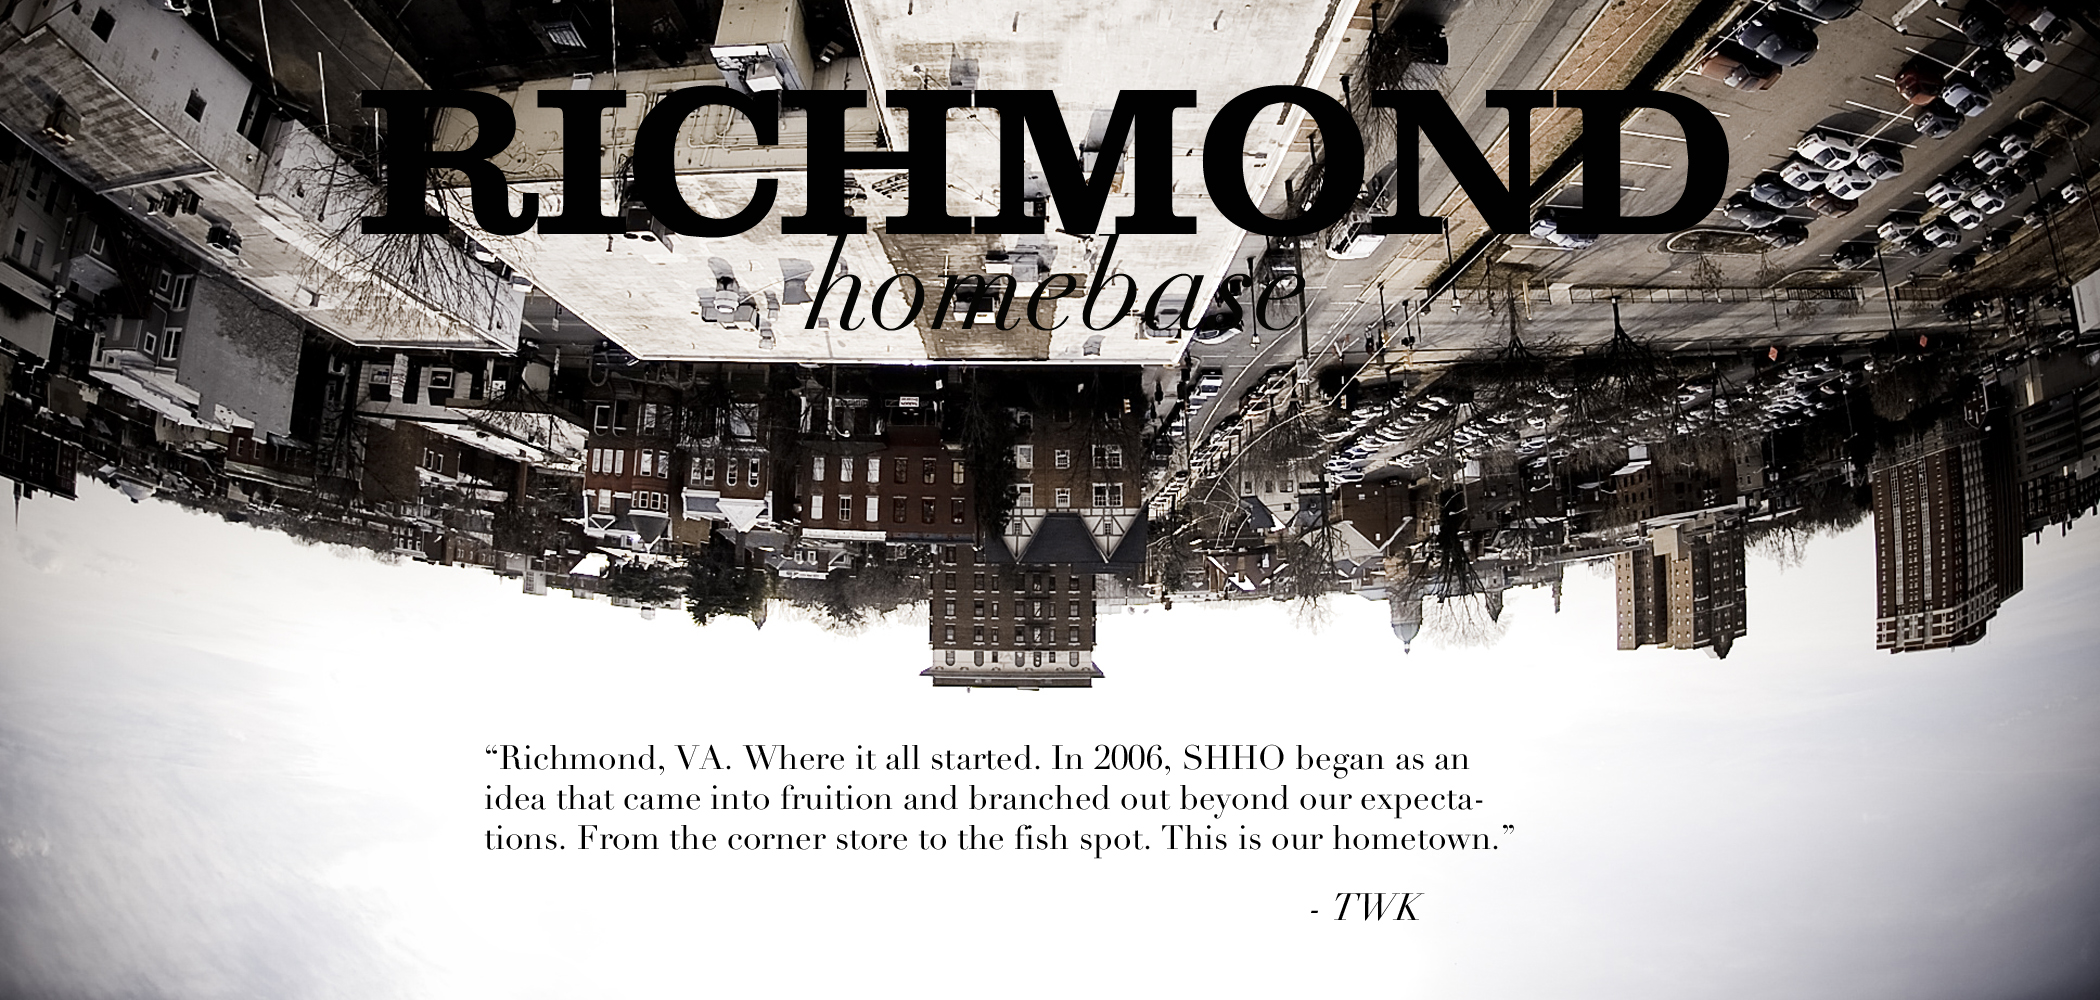 RICHMOND
homebase
“Richmond, VA. Where it all started. In 2006, SHHO began as an
idea that came into fruition and branched out beyond our expecta-
tions. From the corner store to the fish spot. This is our hometown.”
- TWK